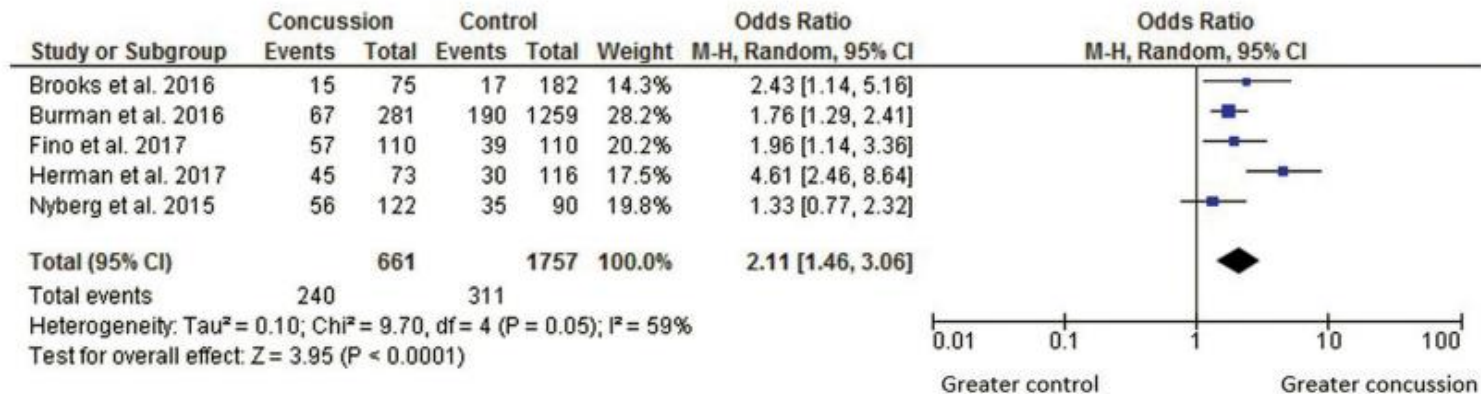 Concussion Control Odds Ratio Odds Ratio
Study or Subgroup Events Total Events Total Weight M-H, Random, 95% CI M-H, Random, 95% CI
Brooks et al. 2016 15 75 17 182 14.3% 2.43 [1.14, 5.16]
Burman et al. 2016 67 281 190 1259 28.2% 1.76 [1.29, 2.41]
Fino et al. 2017 57 110 39 110 20.2% 1.96 [1.14, 3.36]
Herman et al. 2017 45 73 30 116 17.5% 4.61 [2.46, 8.64]
Nyberg et al. 2015 56 122 35 90 19.8% 1.33 [0.77, 2.32]
Total (95% CI) 661 1757 100.0% 2.11 [1.46, 3.06]
Total events 240 311
Heterogeneity: Tau² = 0.10; Chi² = 9.70, df = 4 (P = 0.05); I² = 59%
Test for overall effect: Z = 3.95 (P < 0.0001)
0.01 0.1 1 10 100
Greater control Greater concussion